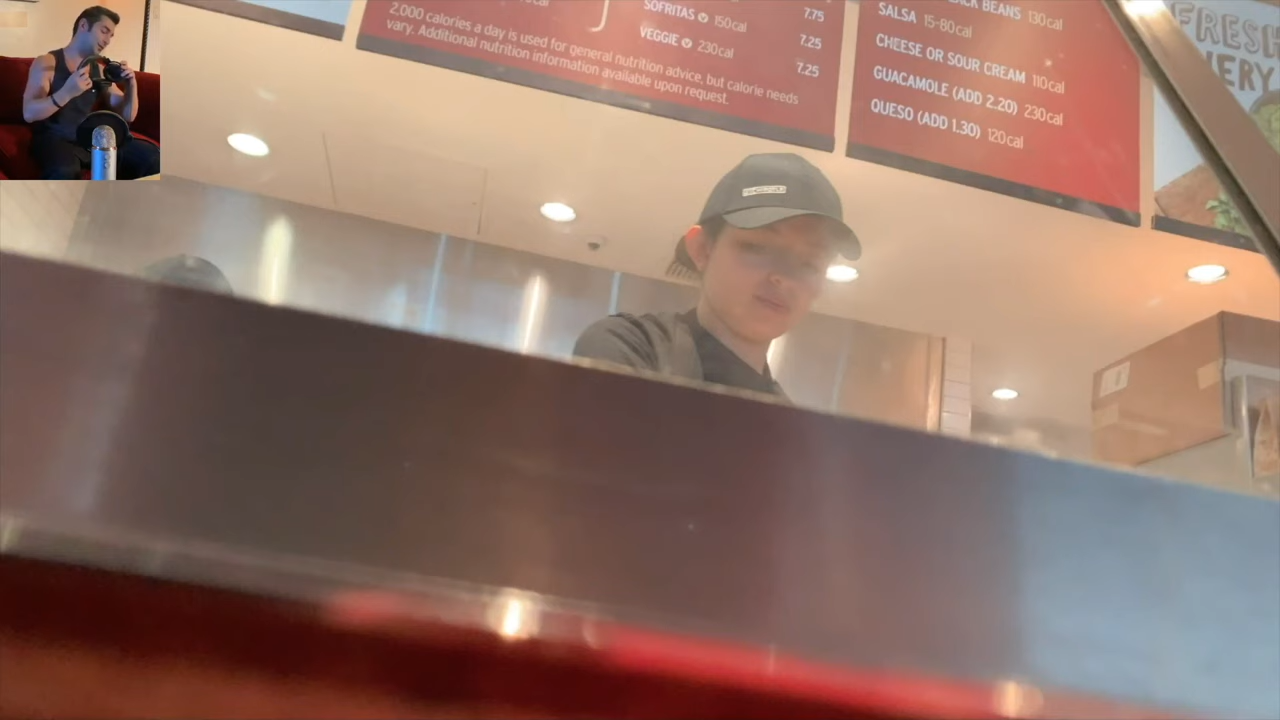 SOFRITAS Ⓥ 150cal 7.75
VEGGIE Ⓥ 230cal 7.25
7.25
2,000 calories a day is used for general nutrition advice, but calorie needs
vary. Additional nutrition information available upon request.
BEANS 130cal
SALSA 15-80cal
CHEESE OR SOUR CREAM 110cal
GUACAMOLE (ADD 2.20) 230cal
QUESO (ADD 1.30) 120cal
FRESH